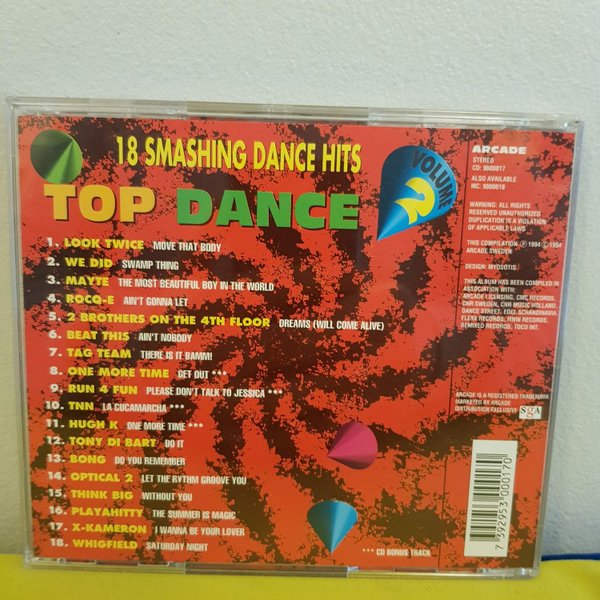 18 SMASHING DANCE HITS
TOP DANCE
VOLUME
2
1. LOOK TWICE MOVE THAT BODY
2. WE DID SWAMP THING
3. MAYTE THE MOST BEAUTIFUL BOY IN THE WORLD
4. ROCQ-E AIN'T GONNA LET
5. 2 BROTHERS ON THE 4TH FLOOR DREAMS (WILL COME ALIVE)
6. BEAT THIS AIN'T NOBODY
7. TAG TEAM THERE IS IT BAMM!
8. ONE MORE TIME GET OUT ***
9. RUN 4 FUN PLEASE DON'T TALK TO JESSICA ***
10. TNN LA CUCAMARCHA ***
11. HUGH K ONE MORE TIME ***
12. TONY DI BART DO IT
13. BONG DO YOU REMEMBER
14. OPTICAL 2 LET THE RHYTHM GROOVE YOU
15. THINK BIG WITHOUT YOU
16. PLAYAHITTY THE SUMMER IS MAGIC
17. X-KAMERON I WANNA BE YOUR LOVER
18. WHIGFIELD SATURDAY NIGHT
*** CD BONUS TRACK
ARCADE
STEREO
CD: 9800017
ALSO AVAILABLE
MC: 9800018
WARNING: ALL RIGHTS
RESERVED UNAUTHORIZED
DUPLICATION IS A VIOLATION
OF APPLICABLE LAWS
THIS COMPILATION ℗ 1994 © 1994
ARCADE SWEDEN
DESIGN: MYOSOTIS
THIS ALBUM HAS BEEN COMPILED IN
ASSOCIATION WITH:
ARCADE LICENSING, CMC RECORDS,
CNR SWEDEN, CNR MUSIC HOLLAND,
DANCE STREET, EDEL SCANDINAVIA,
FLEXX RECORDS, MNW RECORDS,
REMIXED RECORDS, TOCO INT.
ARCADE IS A REGISTERED TRADEMARK
MARKETED BY ARCADE
DISTRIBUTION EXCLUSIVE
7 392953 000170